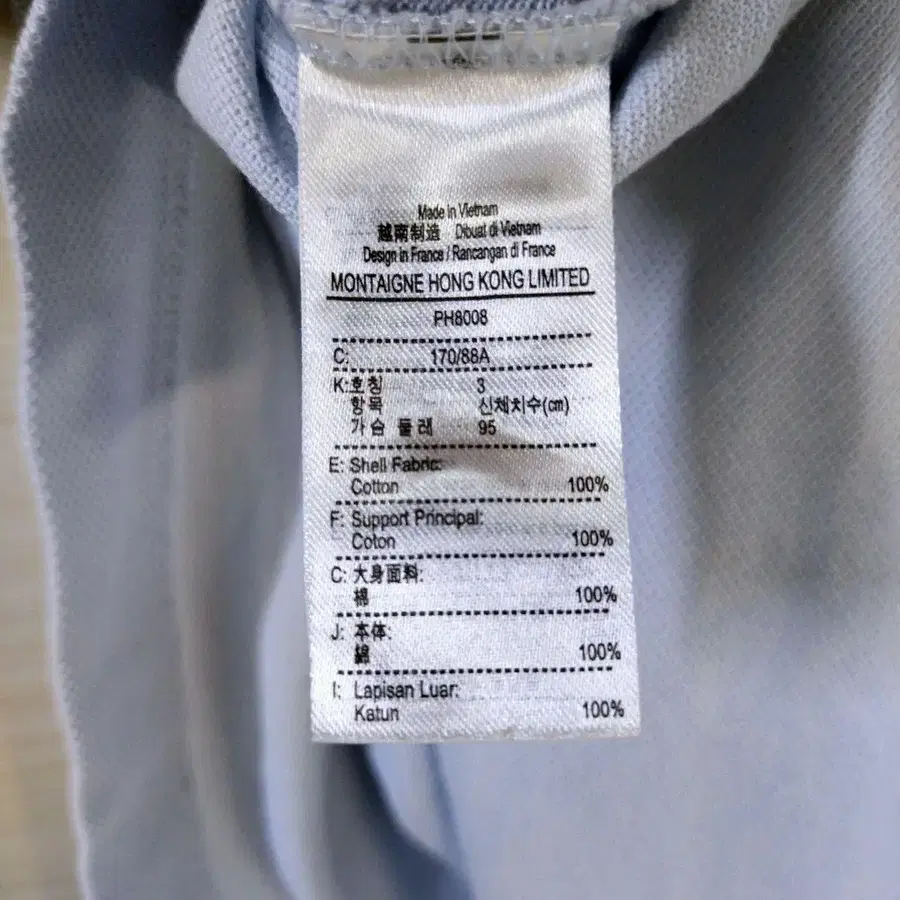 Made in Vietnam
越南制造 Dibuat di Vietnam
Design in France / Rancangan di France
MONTAIGNE HONG KONG LIMITED
PH8008
C: 170/88A
K:호칭 3
항목 신체치수(cm)
가슴 둘레 95
E: Shell Fabric:
Cotton 100%
F: Support Principal:
Coton 100%
C: 大身面料:
棉 100%
J: 本体:
綿 100%
I: Lapisan Luar:
Katun 100%